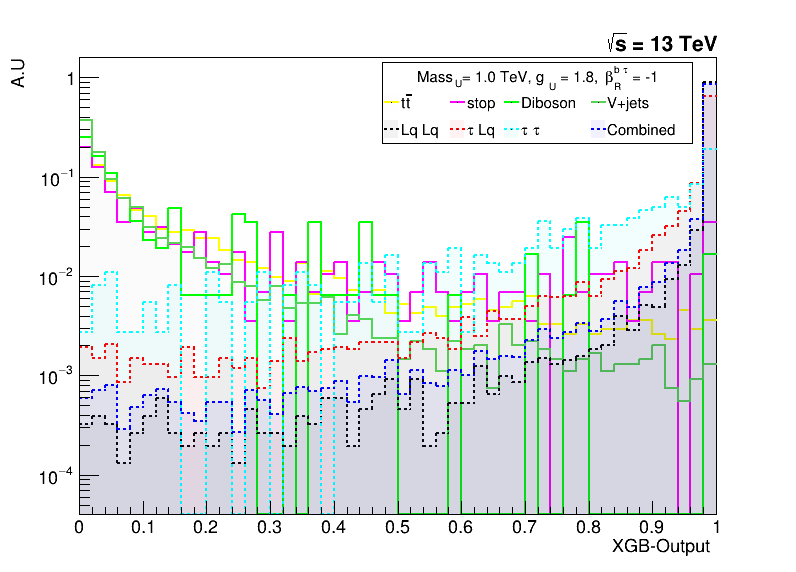 √s = 13 TeV
A.U
Mass_U = 1.0 TeV, g_U = 1.8, β_R^{b τ} = -1
tt̅ stop Diboson V+jets
Lq Lq τ Lq τ τ Combined
1
10⁻¹
10⁻²
10⁻³
10⁻⁴
0 0.1 0.2 0.3 0.4 0.5 0.6 0.7 0.8 0.9 1
XGB-Output